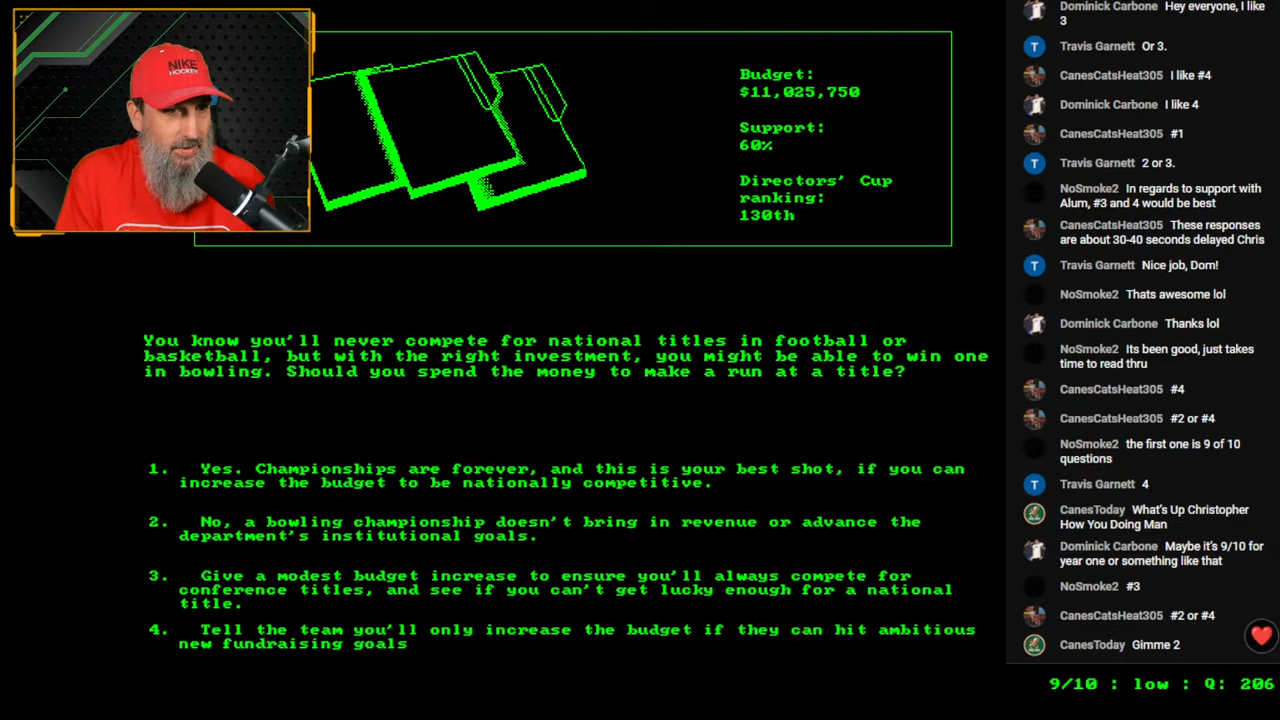 NIKE
HOCKEY
Budget:
$11,025,750
Support:
60%
Directors' Cup
ranking:
130th
You know you'll never compete for national titles in football or
basketball, but with the right investment, you might be able to win one
in bowling. Should you spend the money to make a run at a title?
1. Yes. Championships are forever, and this is your best shot, if you can
increase the budget to be nationally competitive.
2. No, a bowling championship doesn't bring in revenue or advance the
department's institutional goals.
3. Give a modest budget increase to ensure you'll always compete for
conference titles, and see if you can't get lucky enough for a national
title.
4. Tell the team you'll only increase the budget if they can hit ambitious
new fundraising goals
Dominick Carbone Hey everyone, I like
3
T Travis Garnett Or 3.
CanesCatsHeat305 I like #4
Dominick Carbone I like 4
CanesCatsHeat305 #1
T Travis Garnett 2 or 3.
NoSmoke2 In regards to support with
Alum, #3 and 4 would be best
CanesCatsHeat305 These responses
are about 30-40 seconds delayed Chris
T Travis Garnett Nice job, Dom!
NoSmoke2 Thats awesome lol
Dominick Carbone Thanks lol
NoSmoke2 Its been good, just takes
time to read thru
CanesCatsHeat305 #4
CanesCatsHeat305 #2 or #4
NoSmoke2 the first one is 9 of 10
questions
T Travis Garnett 4
CanesToday What's Up Christopher
How You Doing Man
Dominick Carbone Maybe it's 9/10 for
year one or something like that
NoSmoke2 #3
CanesCatsHeat305 #2 or #4
CanesToday Gimme 2
9/10 : low : Q: 206